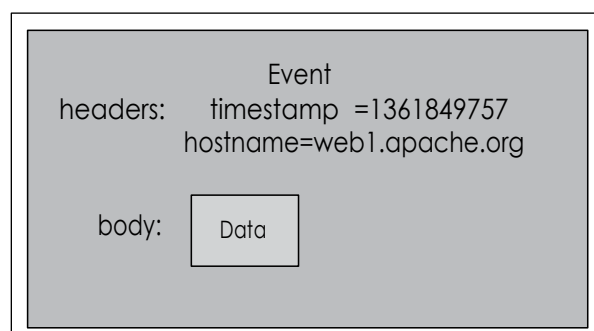 Event
headers: timestamp =1361849757
hostname=web1.apache.org
body: Data